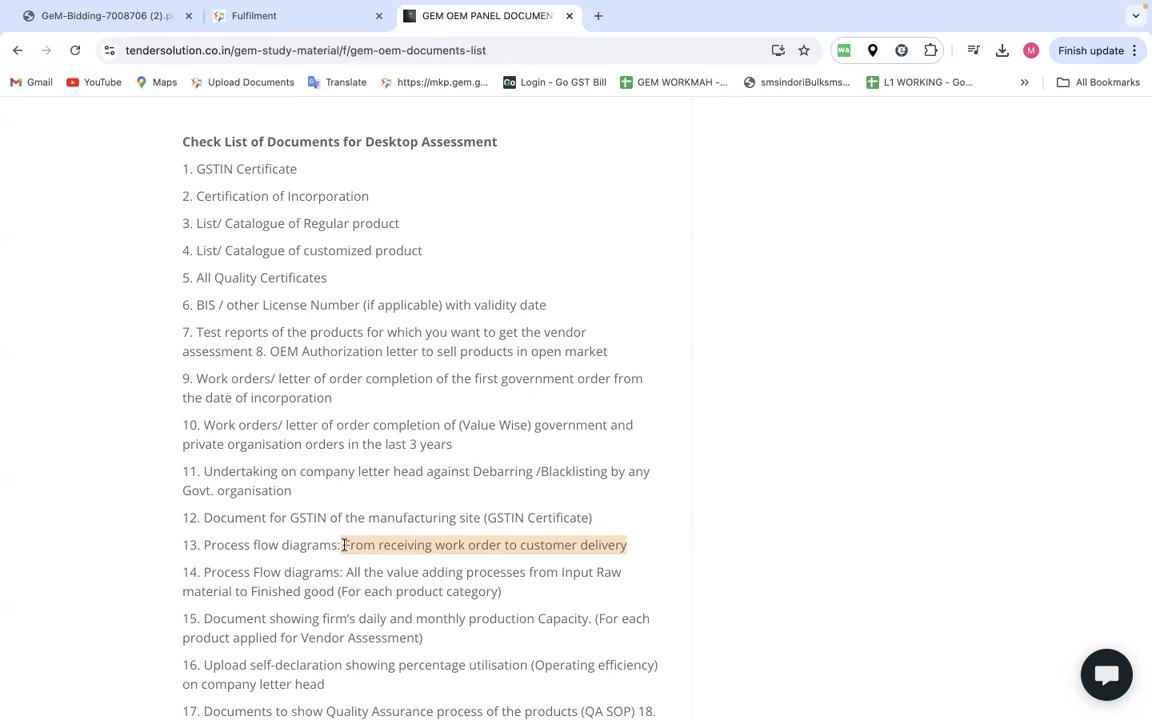 GeM-Bidding-7008706 (2).p
Fulfilment
GEM OEM PANEL DOCUMEN
tendersolution.co.in/gem-study-material/f/gem-oem-documents-list
WA
M
Finish update
Gmail
YouTube
Maps
Upload Documents
Translate
https://mkp.gem.g...
Go
Login - Go GST Bill
GEM WORKMAH -...
smsindoriBulksms...
L1 WORKING - Go...
All Bookmarks
Check List of Documents for Desktop Assessment
1. GSTIN Certificate
2. Certification of Incorporation
3. List/ Catalogue of Regular product
4. List/ Catalogue of customized product
5. All Quality Certificates
6. BIS / other License Number (if applicable) with validity date
7. Test reports of the products for which you want to get the vendor
assessment 8. OEM Authorization letter to sell products in open market
9. Work orders/ letter of order completion of the first government order from
the date of incorporation
10. Work orders/ letter of order completion of (Value Wise) government and
private organisation orders in the last 3 years
11. Undertaking on company letter head against Debarring /Blacklisting by any
Govt. organisation
12. Document for GSTIN of the manufacturing site (GSTIN Certificate)
13. Process flow diagrams: From receiving work order to customer delivery
14. Process Flow diagrams: All the value adding processes from Input Raw
material to Finished good (For each product category)
15. Document showing firm's daily and monthly production Capacity. (For each
product applied for Vendor Assessment)
16. Upload self-declaration showing percentage utilisation (Operating efficiency)
on company letter head
17. Documents to show Quality Assurance process of the products (QA SOP) 18.